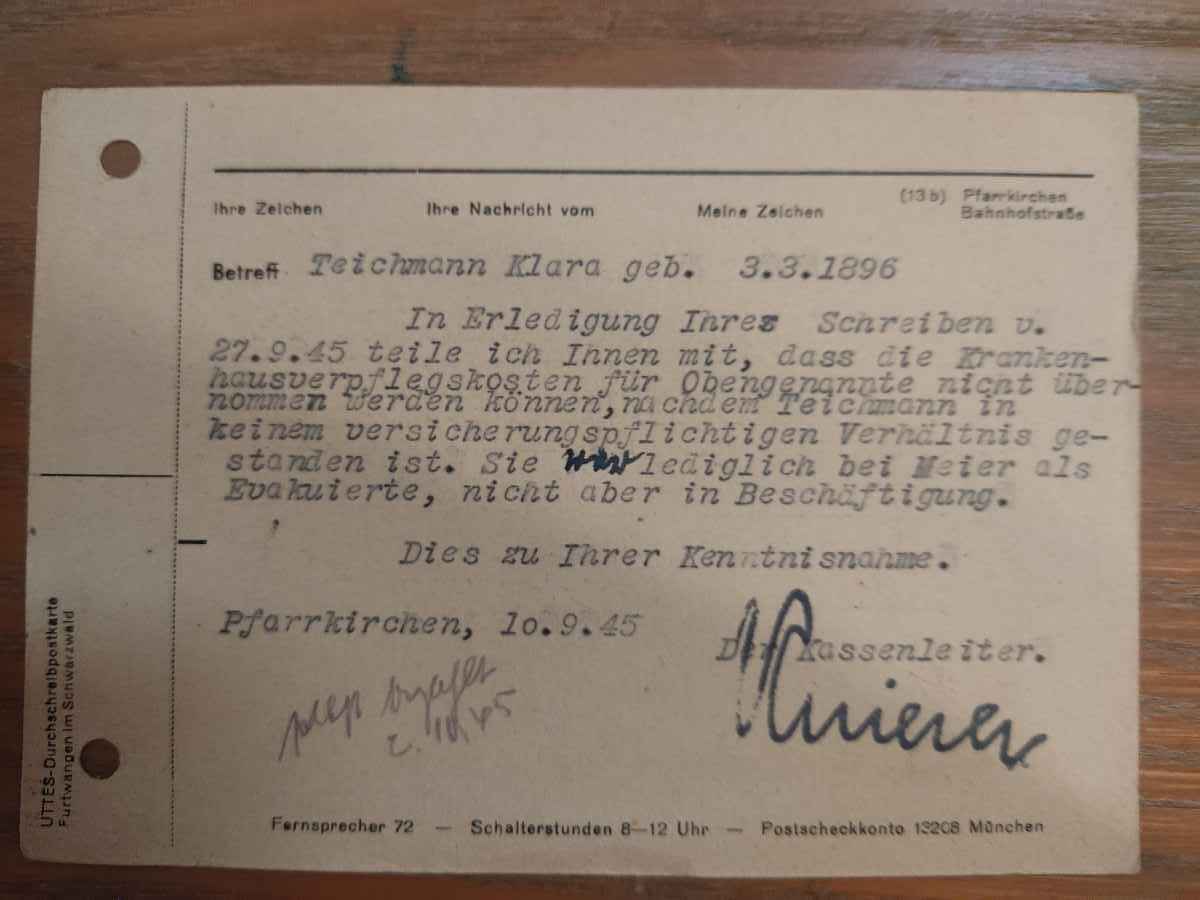 (13b) Pfarrkirchen
Ihre Zeichen Ihre Nachricht vom Meine Zeichen Bahnhofstraße
Betreff Teichmann Klara geb. 3.3.1896
In Erledigung Ihres Schreiben v.
27.9.45 teile ich Ihnen mit, dass die Kranken-
hausverpflegskosten für Obengenannte nicht über-
nommen werden können, nachdem Teichmann in
keinem versicherungspflichtigen Verhältnis ge-
standen ist. Sie war lediglich bei Meier als
Evakuierte, nicht aber in Beschäftigung.
Dies zu Ihrer Kenntnisnahme.
Pfarrkirchen, 10.9.45
Der Kassenleiter.
2. 10. 45
Fernsprecher 72 — Schalterstunden 8—12 Uhr — Postscheckkonto 13208 München
UTTES-Durchschreibpostkarte
Furtwangen im Schwarzwald